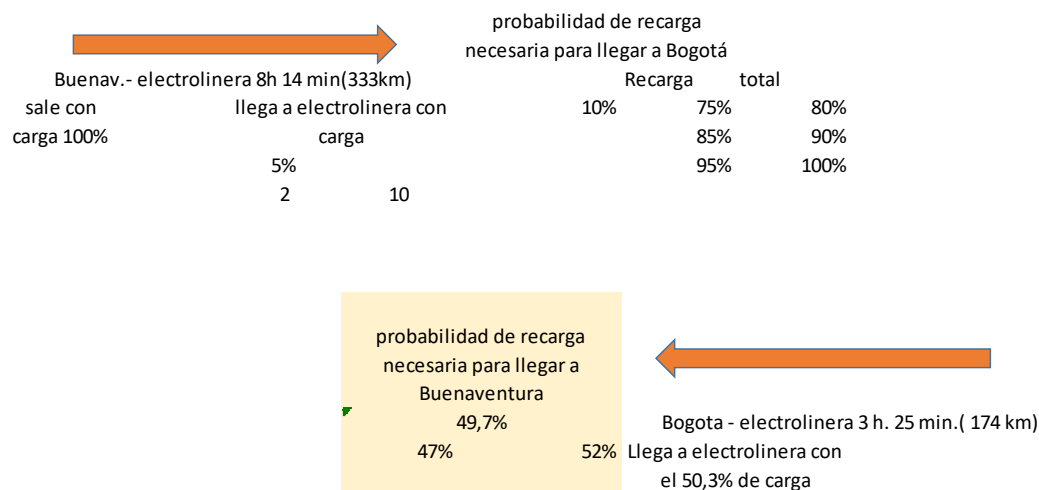 probabilidad de recarga
necesaria para llegar a Bogotá
Buenav.- electrolinera 8h 14 min(333km)
Recarga total
sale con llega a electrolinera con 10% 75% 80%
carga 100% carga 85% 90%
5% 95% 100%
2 10
probabilidad de recarga
necesaria para llegar a
Buenaventura
49,7% Bogota - electrolinera 3 h. 25 min.( 174 km)
47% 52% Llega a electrolinera con
el 50,3% de carga